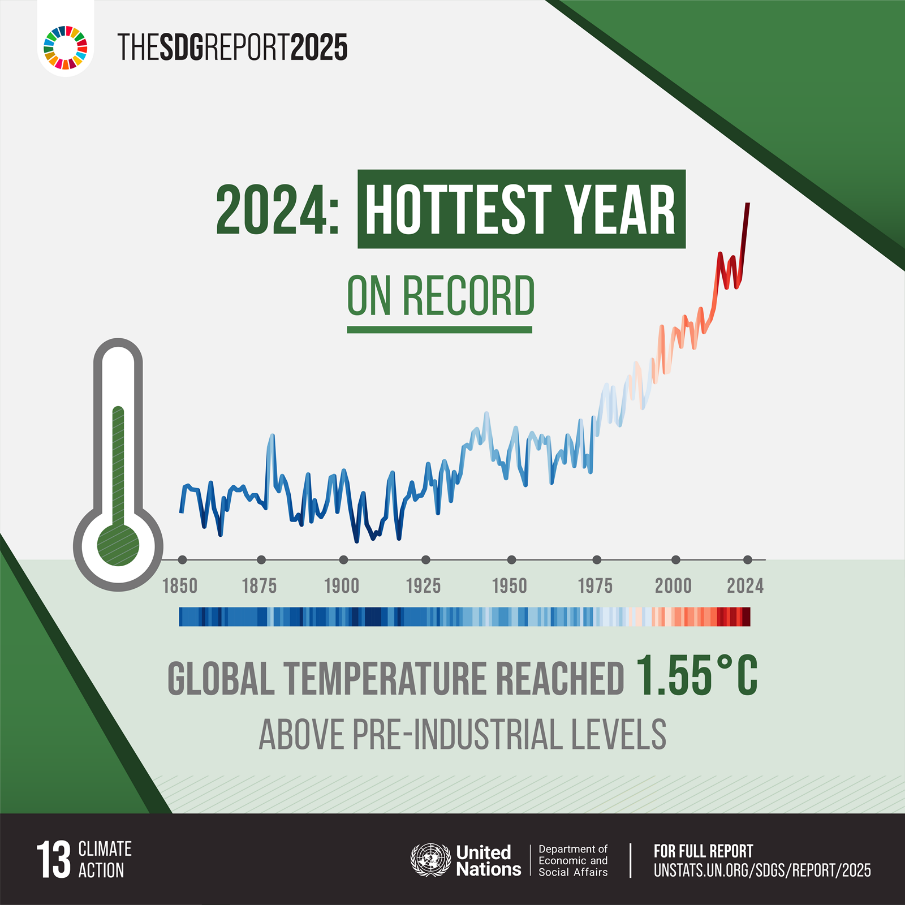 THESDGREPORT2025
2024: HOTTEST YEAR
ON RECORD
1850 1875 1900 1925 1950 1975 2000 2024
GLOBAL TEMPERATURE REACHED 1.55°C
ABOVE PRE-INDUSTRIAL LEVELS
13 CLIMATE
ACTION
United
Nations
Department of
Economic and
Social Affairs
FOR FULL REPORT
UNSTATS.UN.ORG/SDGS/REPORT/2025